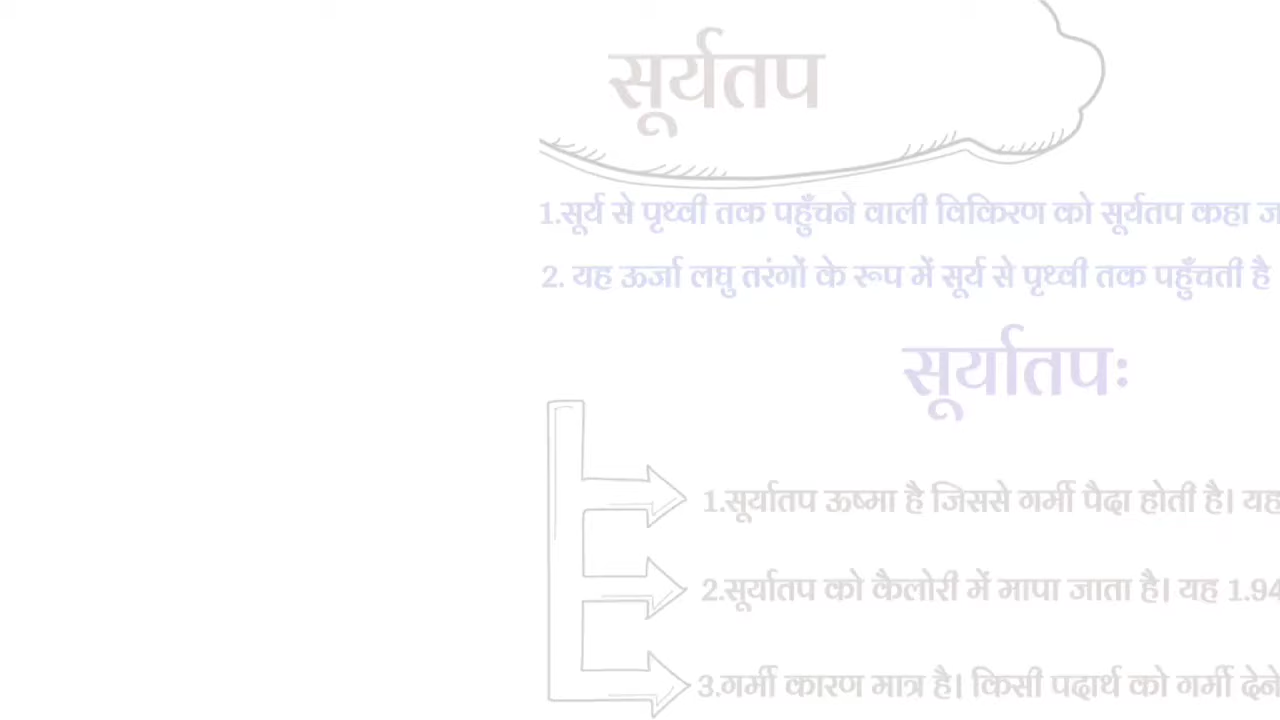 सूर्यतप
1.सूर्य से पृथ्वी तक पहुँचने वाली विकिरण को सूर्यतप कहा
2. यह ऊर्जा लघु तरंगों के रूप में सूर्य से पृथ्वी तक पहुँचती है
सूर्यातपः
1.सूर्यातप ऊष्मा है जिससे गर्मी पैदा होती है। यह
2.सूर्यातप को कैलोरी में मापा जाता है। यह 1.94
3.गर्मी कारण मात्र है। किसी पदार्थ को गर्मी देने